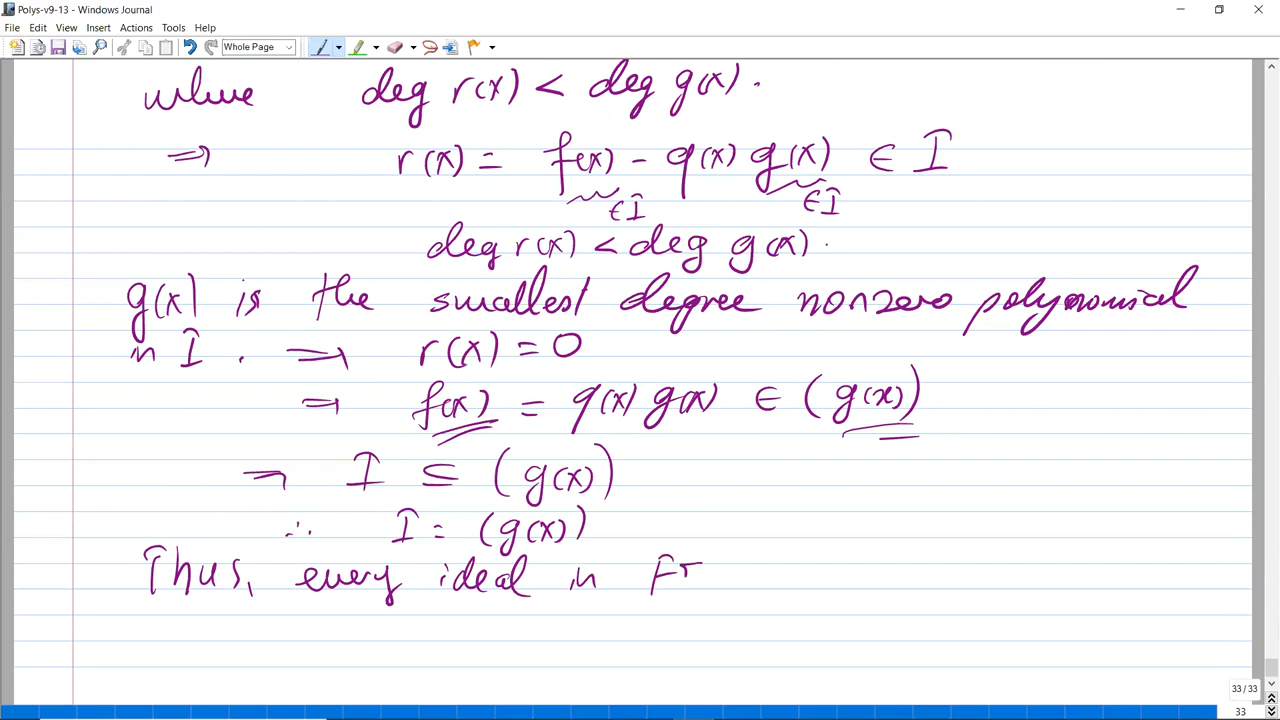 Polys-v9-13 - Windows Journal
File Edit View Insert Actions Tools Help
Whole Page
where deg r(x) < deg g(x).
⇒ r(x) = f(x) - q(x) g(x) ∈ I
∈I ∈I
deg r(x) < deg g(x).
g(x) is the smallest degree nonzero polynomial
in I. ⇒ r(x) = 0
⇒ f(x) = q(x) g(x) ∈ (g(x))
⇒ I ⊆ (g(x))
∴ I = (g(x))
Thus, every ideal in F[
33 / 33
33